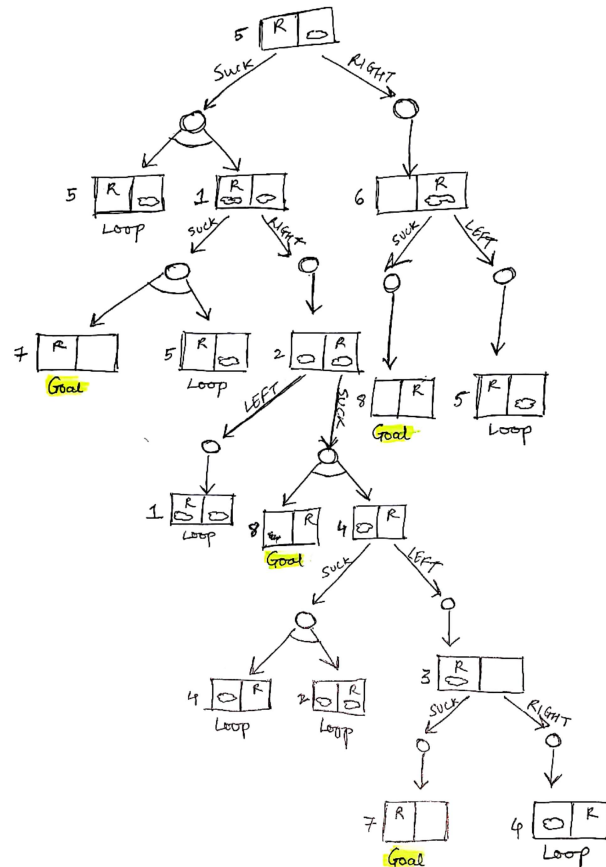 5 R
SUCK RIGHT
5 R 1 R 6 R
Loop
SUCK RIGHT SUCK LEFT
7 R 5 R 2 R
Goal Loop
8 R 5 R
Goal Loop
LEFT SUCK
1 R 8 R 4 R
Loop Goal
SUCK LEFT
4 R 2 R 3 R
Loop Loop
SUCK RIGHT
7 R 4 R
Goal Loop